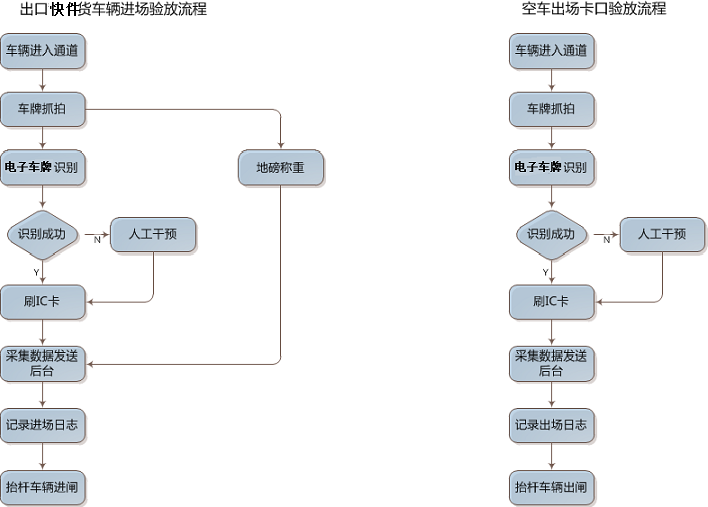 出口快件货车辆进场验放流程
车辆进入通道
车牌抓拍
电子车牌识别
地磅称重
识别成功
N
人工干预
Y
刷IC卡
采集数据发送
后台
记录进场日志
抬杆车辆进闸
空车出场卡口验放流程
车辆进入通道
车牌抓拍
电子车牌识别
识别成功
N
人工干预
Y
刷IC卡
采集数据发送
后台
记录出场日志
抬杆车辆出闸